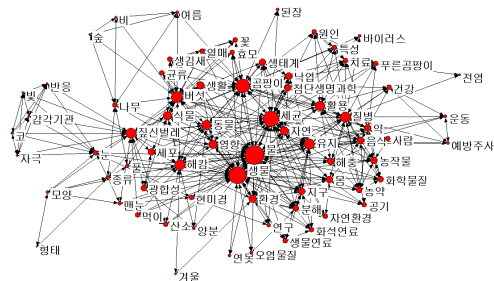 된장
비
여름
숲
꽃
원인
바이러스
열매
효모
특성
생김새
생태계
치료
푸른곰팡이
균류
전염
반응
생활
곰팡이
낙엽
빛
버섯
첨단생명과학
건강
나무
활용
식물
세균
질병
운동
감각기관
동물
자연
약
코
짚신벌레
음식
사람
예방주사
영향
유지
자극
눈
세포
해캄
해충
농작물
물
생물
종류
몸
화학물질
광합성
지구
농약
모양
현미경
환경
맨눈
분해
공기
먹이
자연환경
산소
양분
연구
화석연료
생물연료
형태
연못
오염물질
거울